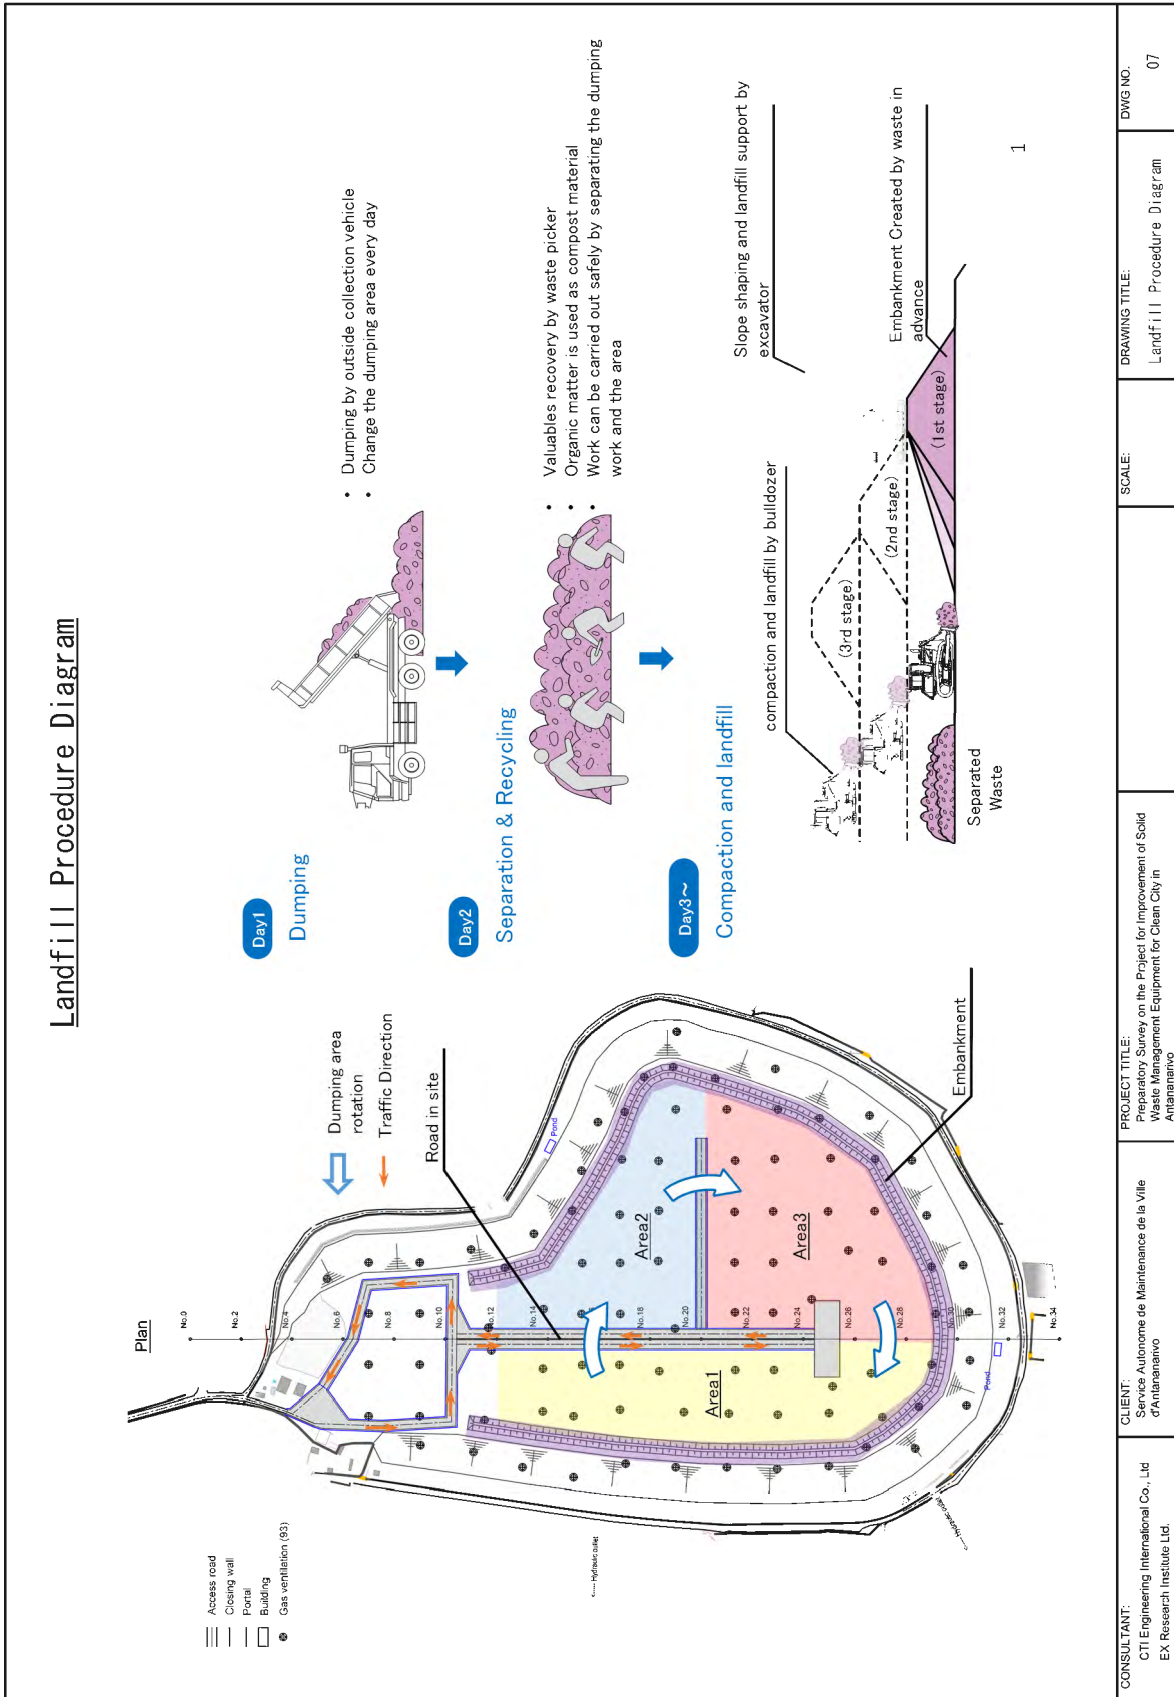 Landfill Procedure Diagram
Plan
Access road
Closing wall
Portal
Building
Gas ventilation (93)
Dumping area
rotation
Traffic Direction
Road in site
Pond
No.0
No.2
No.4
No.6
No.8
No.10
No.12
No.14
No.18
No.20
No.22
No.24
No.26
No.28
No.30
No.32
No.34
Area1
Area2
Area3
Embankment
Pond
Hydraulic outlet
Hydraulic outlet
Day1
Dumping
• Dumping by outside collection vehicle
• Change the dumping area every day
Day2
Separation & Recycling
• Valuables recovery by waste picker
• Organic matter is used as compost material
• Work can be carried out safely by separating the dumping
work and the area
Day3～
Compaction and landfill
compaction and landfill by bulldozer
Slope shaping and landfill support by
excavator
(3rd stage)
(2nd stage)
(1st stage)
Embankment Created by waste in
advance
Separated
Waste
1
CONSULTANT:
CTI Engineering International Co., Ltd
EX Research Institute Ltd.
CLIENT:
Service Autonome de Maintenance de la Ville
d'Antananarivo
PROJECT TITLE:
Preparatory Survey on the Project for Improvement of Solid
Waste Management Equipment for Clean City in
Antananarivo
SCALE:
DRAWING TITLE:
Landfill Procedure Diagram
DWG NO.
07